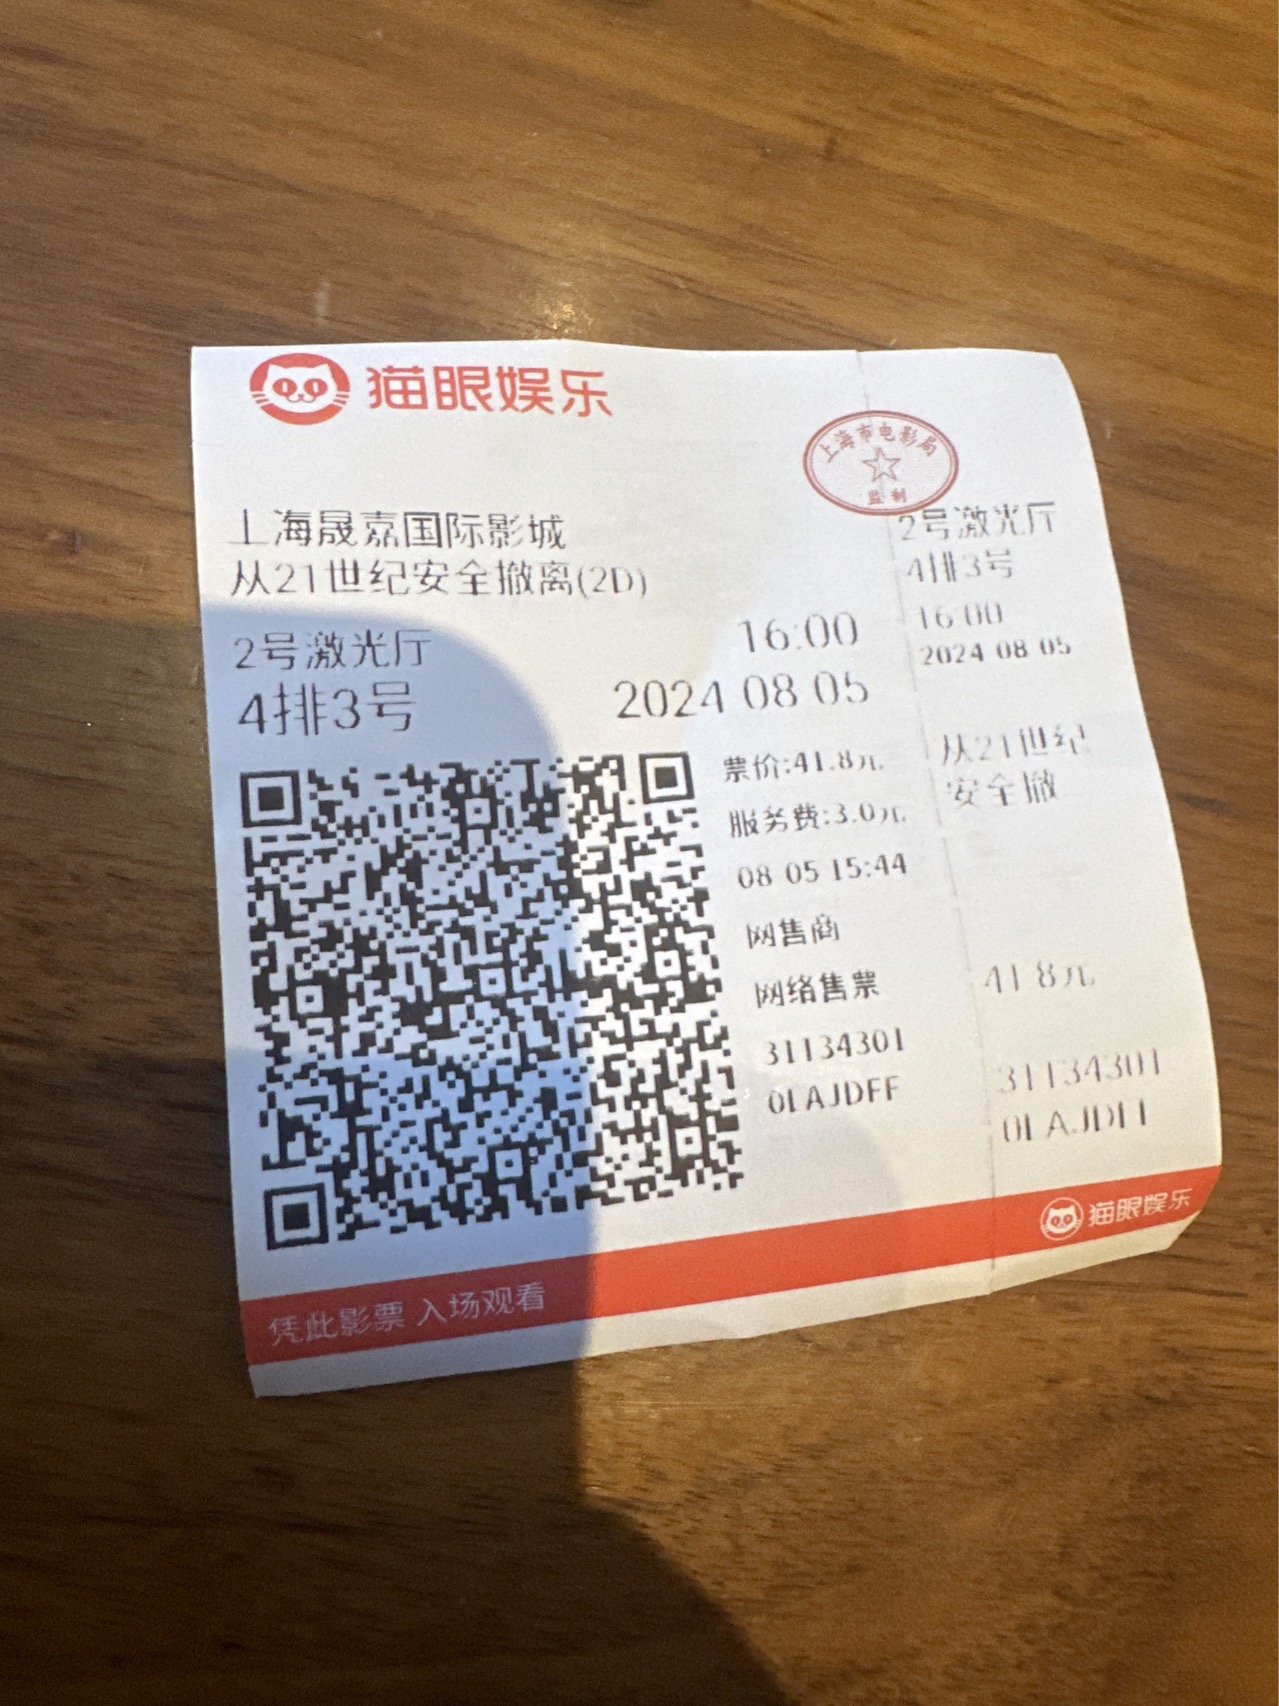 猫眼娱乐
上海市电影局
监制
上海晟嘉国际影城
从21世纪安全撤离(2D)
2号激光厅
16:00
4排3号
2024 08 05
票价:41.8元
服务费:3.0元
08 05 15:44
网售商
网络售票
31134301
凭此影票 入场观看
2号激光厅
4排3号
16:00
2024 08 05
从21世纪
安全撤
41 8元
31134301
猫眼娱乐